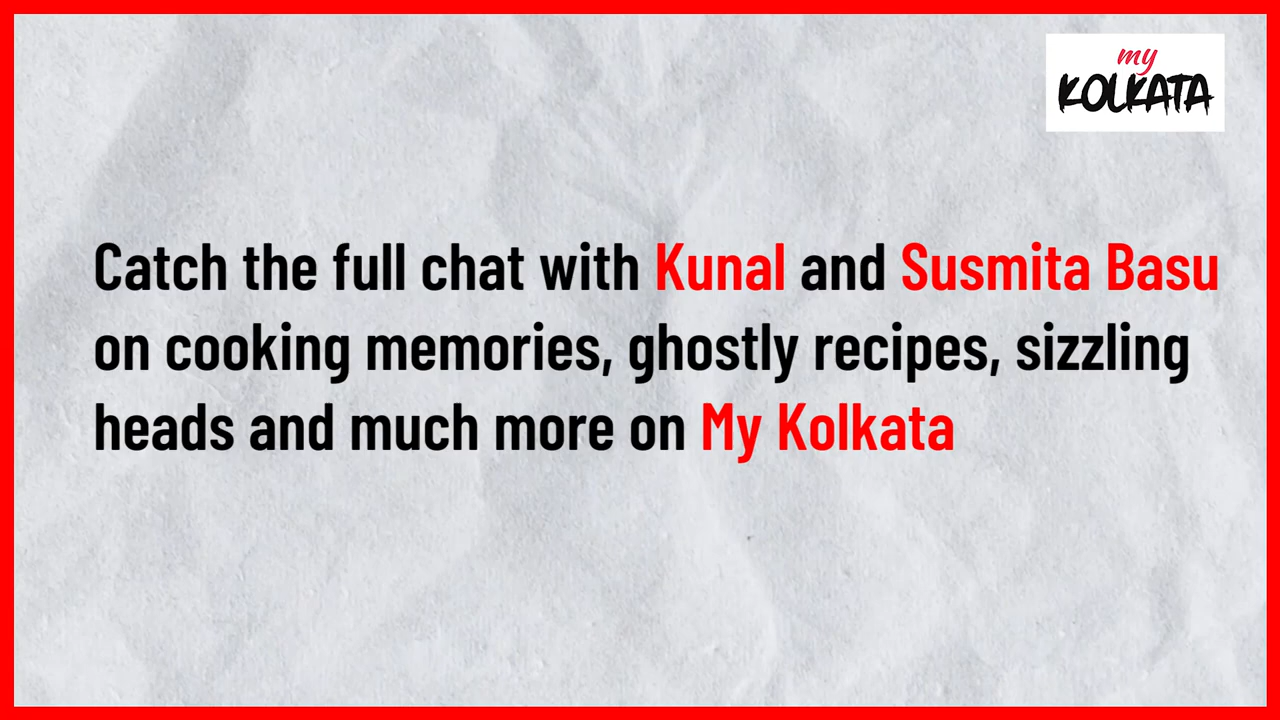 my
KOLKATA
Catch the full chat with Kunal and Susmita Basu
on cooking memories, ghostly recipes, sizzling
heads and much more on My Kolkata